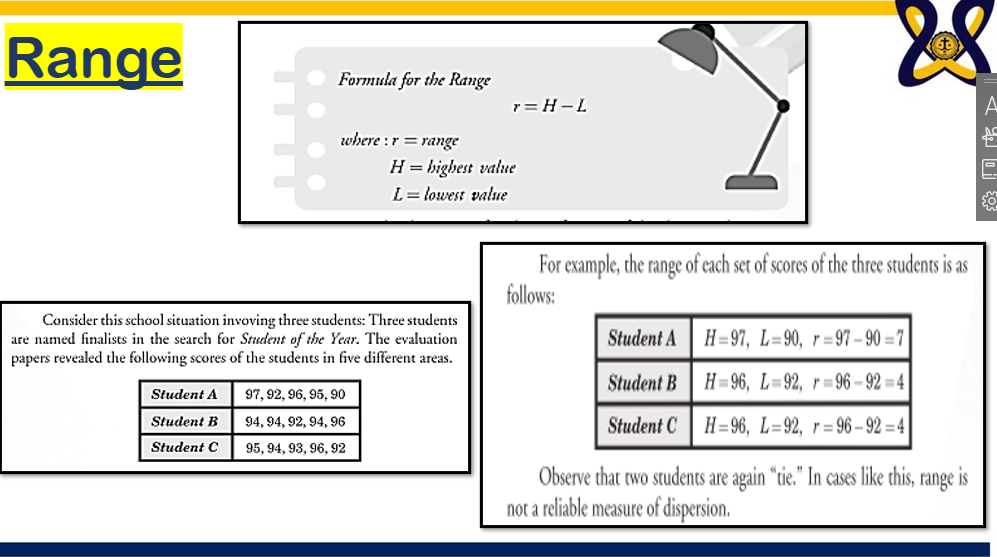 Range
Formula for the Range
r = H – L
where : r = range
H = highest value
L = lowest value
Consider this school situation invoving three students: Three students
are named finalists in the search for Student of the Year. The evaluation
papers revealed the following scores of the students in five different areas.
Student A 97, 92, 96, 95, 90
Student B 94, 94, 92, 94, 96
Student C 95, 94, 93, 96, 92
For example, the range of each set of scores of the three students is as
follows:
Student A H = 97, L = 90, r = 97 – 90 = 7
Student B H = 96, L = 92, r = 96 – 92 = 4
Student C H = 96, L = 92, r = 96 – 92 = 4
Observe that two students are again “tie.” In cases like this, range is
not a reliable measure of dispersion.